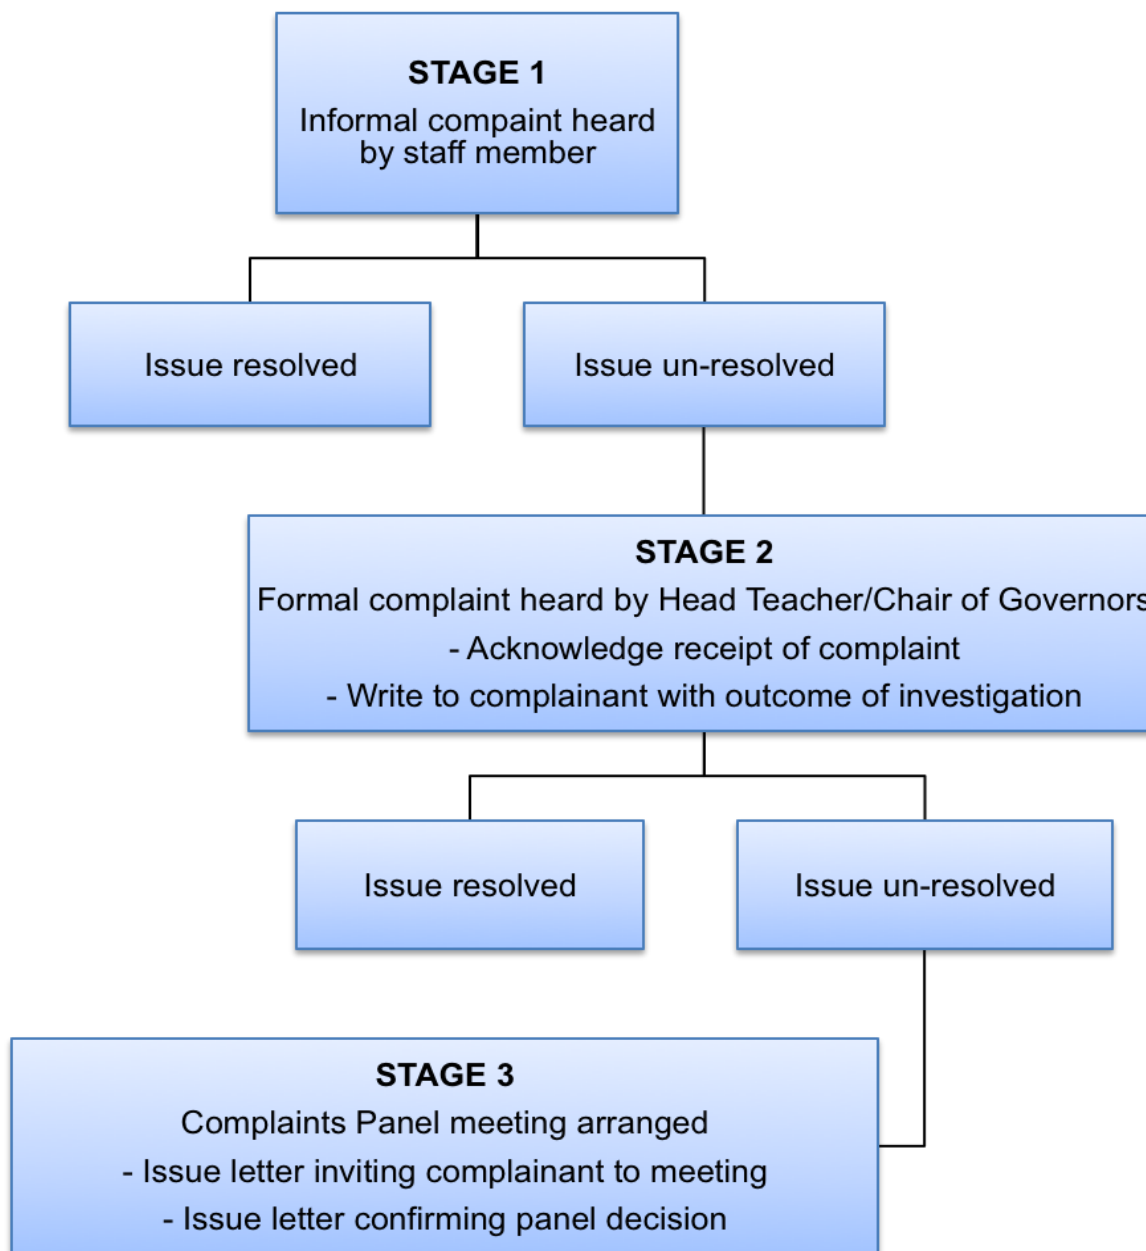 STAGE 1
Informal compaint heard
by staff member
Issue resolved
Issue un-resolved
STAGE 2
Formal complaint heard by Head Teacher/Chair of Governors
- Acknowledge receipt of complaint
- Write to complainant with outcome of investigation
Issue resolved
Issue un-resolved
STAGE 3
Complaints Panel meeting arranged
- Issue letter inviting complainant to meeting
- Issue letter confirming panel decision